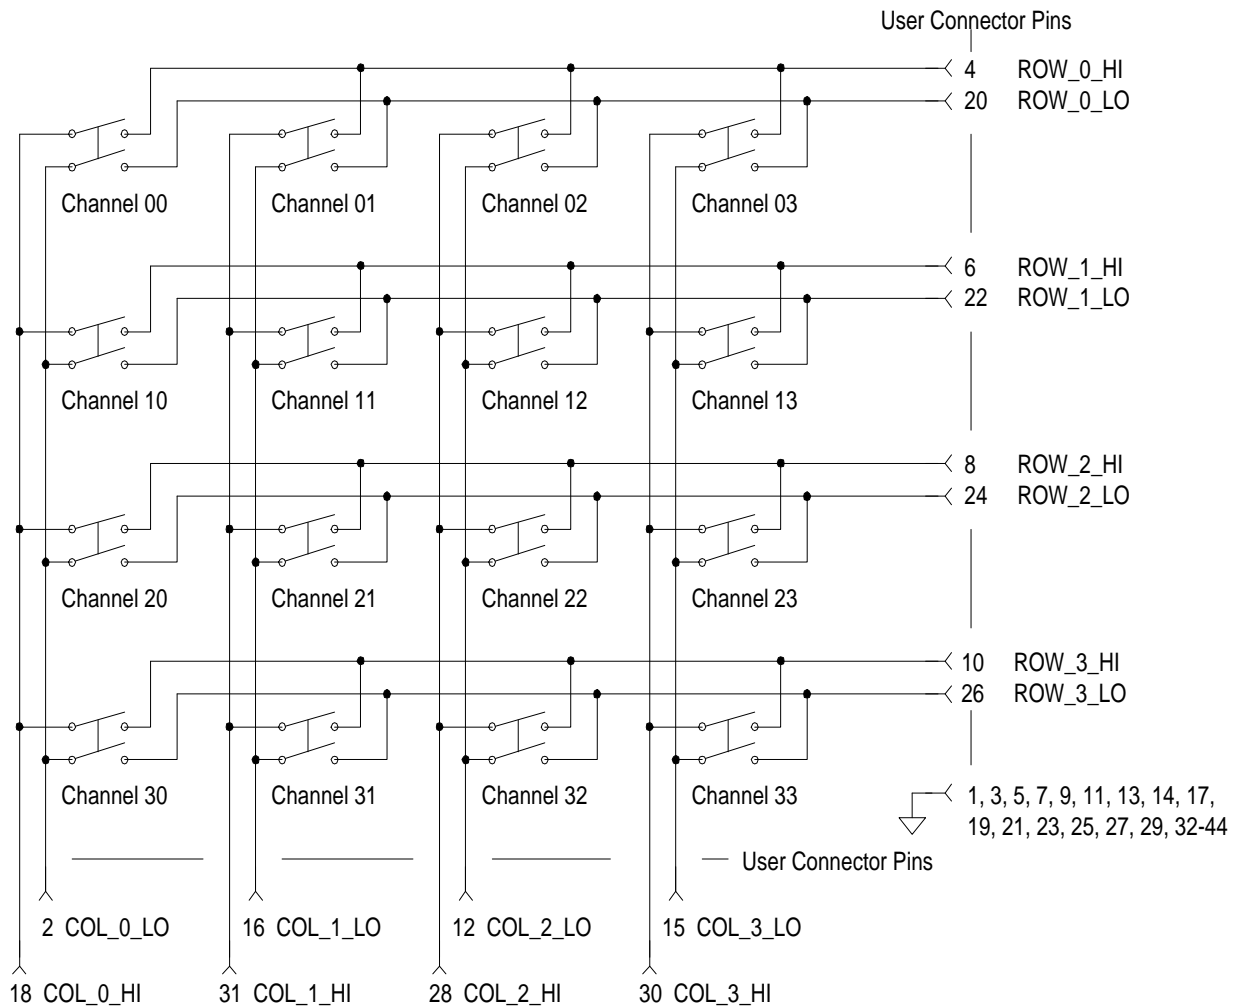 User Connector Pins
4 ROW_0_HI
20 ROW_0_LO
Channel 00 Channel 01 Channel 02 Channel 03
6 ROW_1_HI
22 ROW_1_LO
Channel 10 Channel 11 Channel 12 Channel 13
8 ROW_2_HI
24 ROW_2_LO
Channel 20 Channel 21 Channel 22 Channel 23
10 ROW_3_HI
26 ROW_3_LO
Channel 30 Channel 31 Channel 32 Channel 33
1, 3, 5, 7, 9, 11, 13, 14, 17,
19, 21, 23, 25, 27, 29, 32-44
User Connector Pins
2 COL_0_LO 16 COL_1_LO 12 COL_2_LO 15 COL_3_LO
18 COL_0_HI 31 COL_1_HI 28 COL_2_HI 30 COL_3_HI